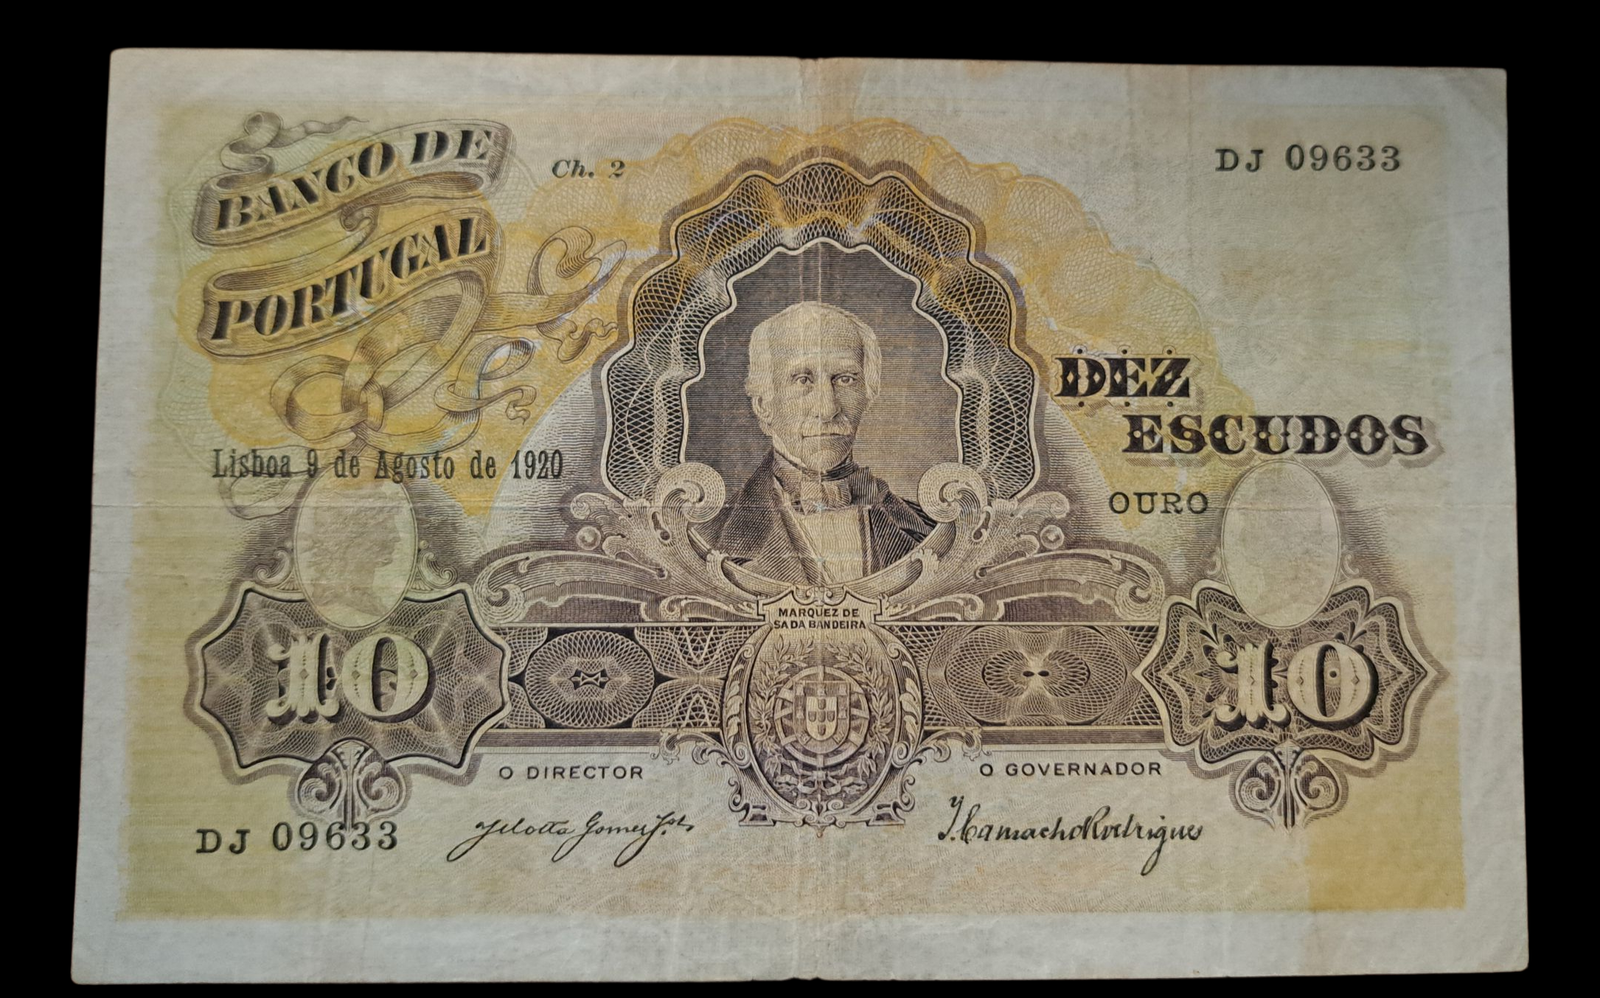 BANCO DE
PORTUGAL
Ch. 2
DJ 09633
DEZ
ESCUDOS
Lisboa 9 de Agosto de 1920
OURO
MARQUEZ DE
SA DA BANDEIRA
10
10
O DIRECTOR
O GOVERNADOR
DJ 09633
J. Camacho Rodrigues